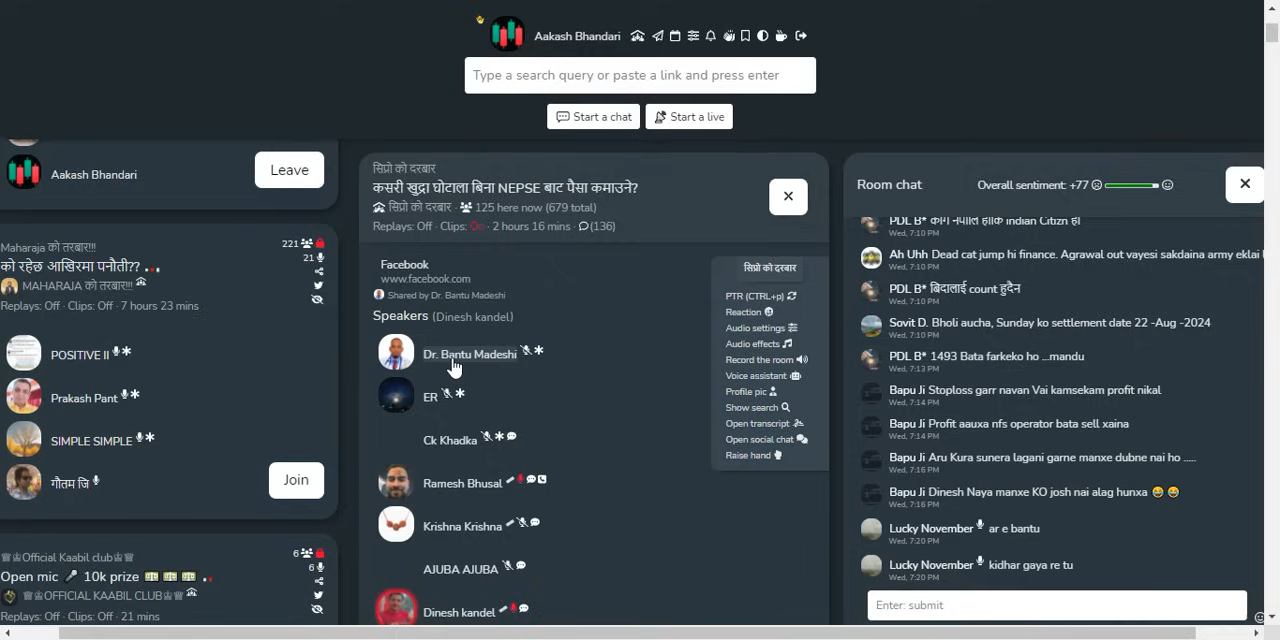 Aakash Bhandari
Type a search query or paste a link and press enter
Start a chat
Start a live
Aakash Bhandari
Leave
Maharaja को तरबार!!!
221
को रहेछ आखिरमा पनौती??
21
MAHARAJA को तरबार!!!
Replays: Off · Clips: Off · 7 hours 23 mins
POSITIVE II
Prakash Pant
SIMPLE SIMPLE
गौतम जि
Join
♕♔Official Kaabil club♔♕
6
Open mic 🎤 10k prize 💵 💵 💵
6
♕♔OFFICIAL KAABIL CLUB♔♕
Replays: Off · Clips: Off · 21 mins
सिप्रो को दरबार
कसरी खुद्रा घोटाला बिना NEPSE बाट पैसा कमाउने?
सिप्रो को दरबार · 125 here now (679 total)
Replays: Off · Clips: On · 2 hours 16 mins · (136)
Facebook
www.facebook.com
Shared by Dr. Bantu Madeshi
Speakers (Dinesh kandel)
Dr. Bantu Madeshi
ER
Ck Khadka
Ramesh Bhusal
Krishna Krishna
AJUBA AJUBA
Dinesh kandel
सिप्रो को दरबार
PTR (CTRL+p)
Reaction
Audio settings
Audio effects
Record the room
Voice assistant
Profile pic
Show search
Open transcript
Open social chat
Raise hand
Room chat
Overall sentiment: +77
PDL B*
indian Citizn हो
Wed, 7:10 PM
Ah Uhh Dead cat jump hi finance. Agrawal out vayesi sakdaina army eklai
Wed, 7:10 PM
PDL B* बिदालाई count हुदैन
Wed, 7:10 PM
Sovit D. Bholi aucha, Sunday ko settlement date 22 -Aug -2024
Wed, 7:10 PM
PDL B* 1493 Bata farkeko ho ...mandu
Wed, 7:13 PM
Bapu Ji Stoploss garr navan Vai kamsekam profit nikal
Wed, 7:14 PM
Bapu Ji Profit aauxa nfs operator bata sell xaina
Wed, 7:14 PM
Bapu Ji Aru Kura sunera lagani garne manxe dubne nai ho .....
Wed, 7:16 PM
Bapu Ji Dinesh Naya manxe KO josh nai alag hunxa 😂 😂
Wed, 7:16 PM
Lucky November ar e bantu
Wed, 7:20 PM
Lucky November kidhar gaya re tu
Wed, 7:20 PM
Enter: submit